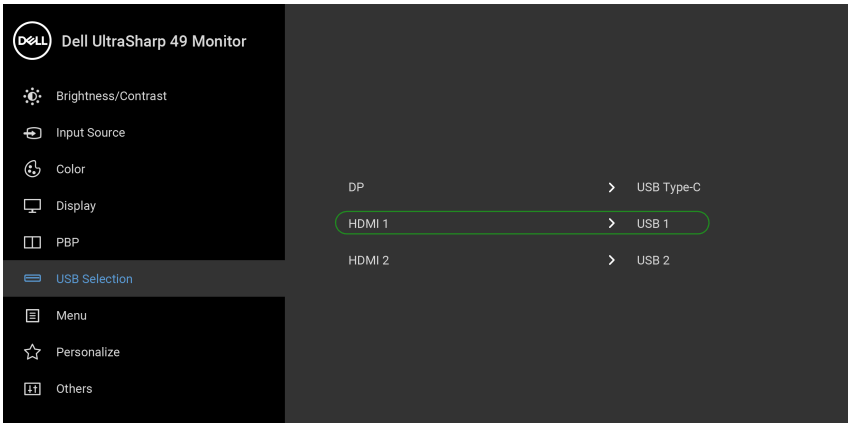 DELL
Dell UltraSharp 49 Monitor
Brightness/Contrast
Input Source
Color
Display
PBP
USB Selection
Menu
Personalize
Others
DP USB Type-C
HDMI 1 USB 1
HDMI 2 USB 2